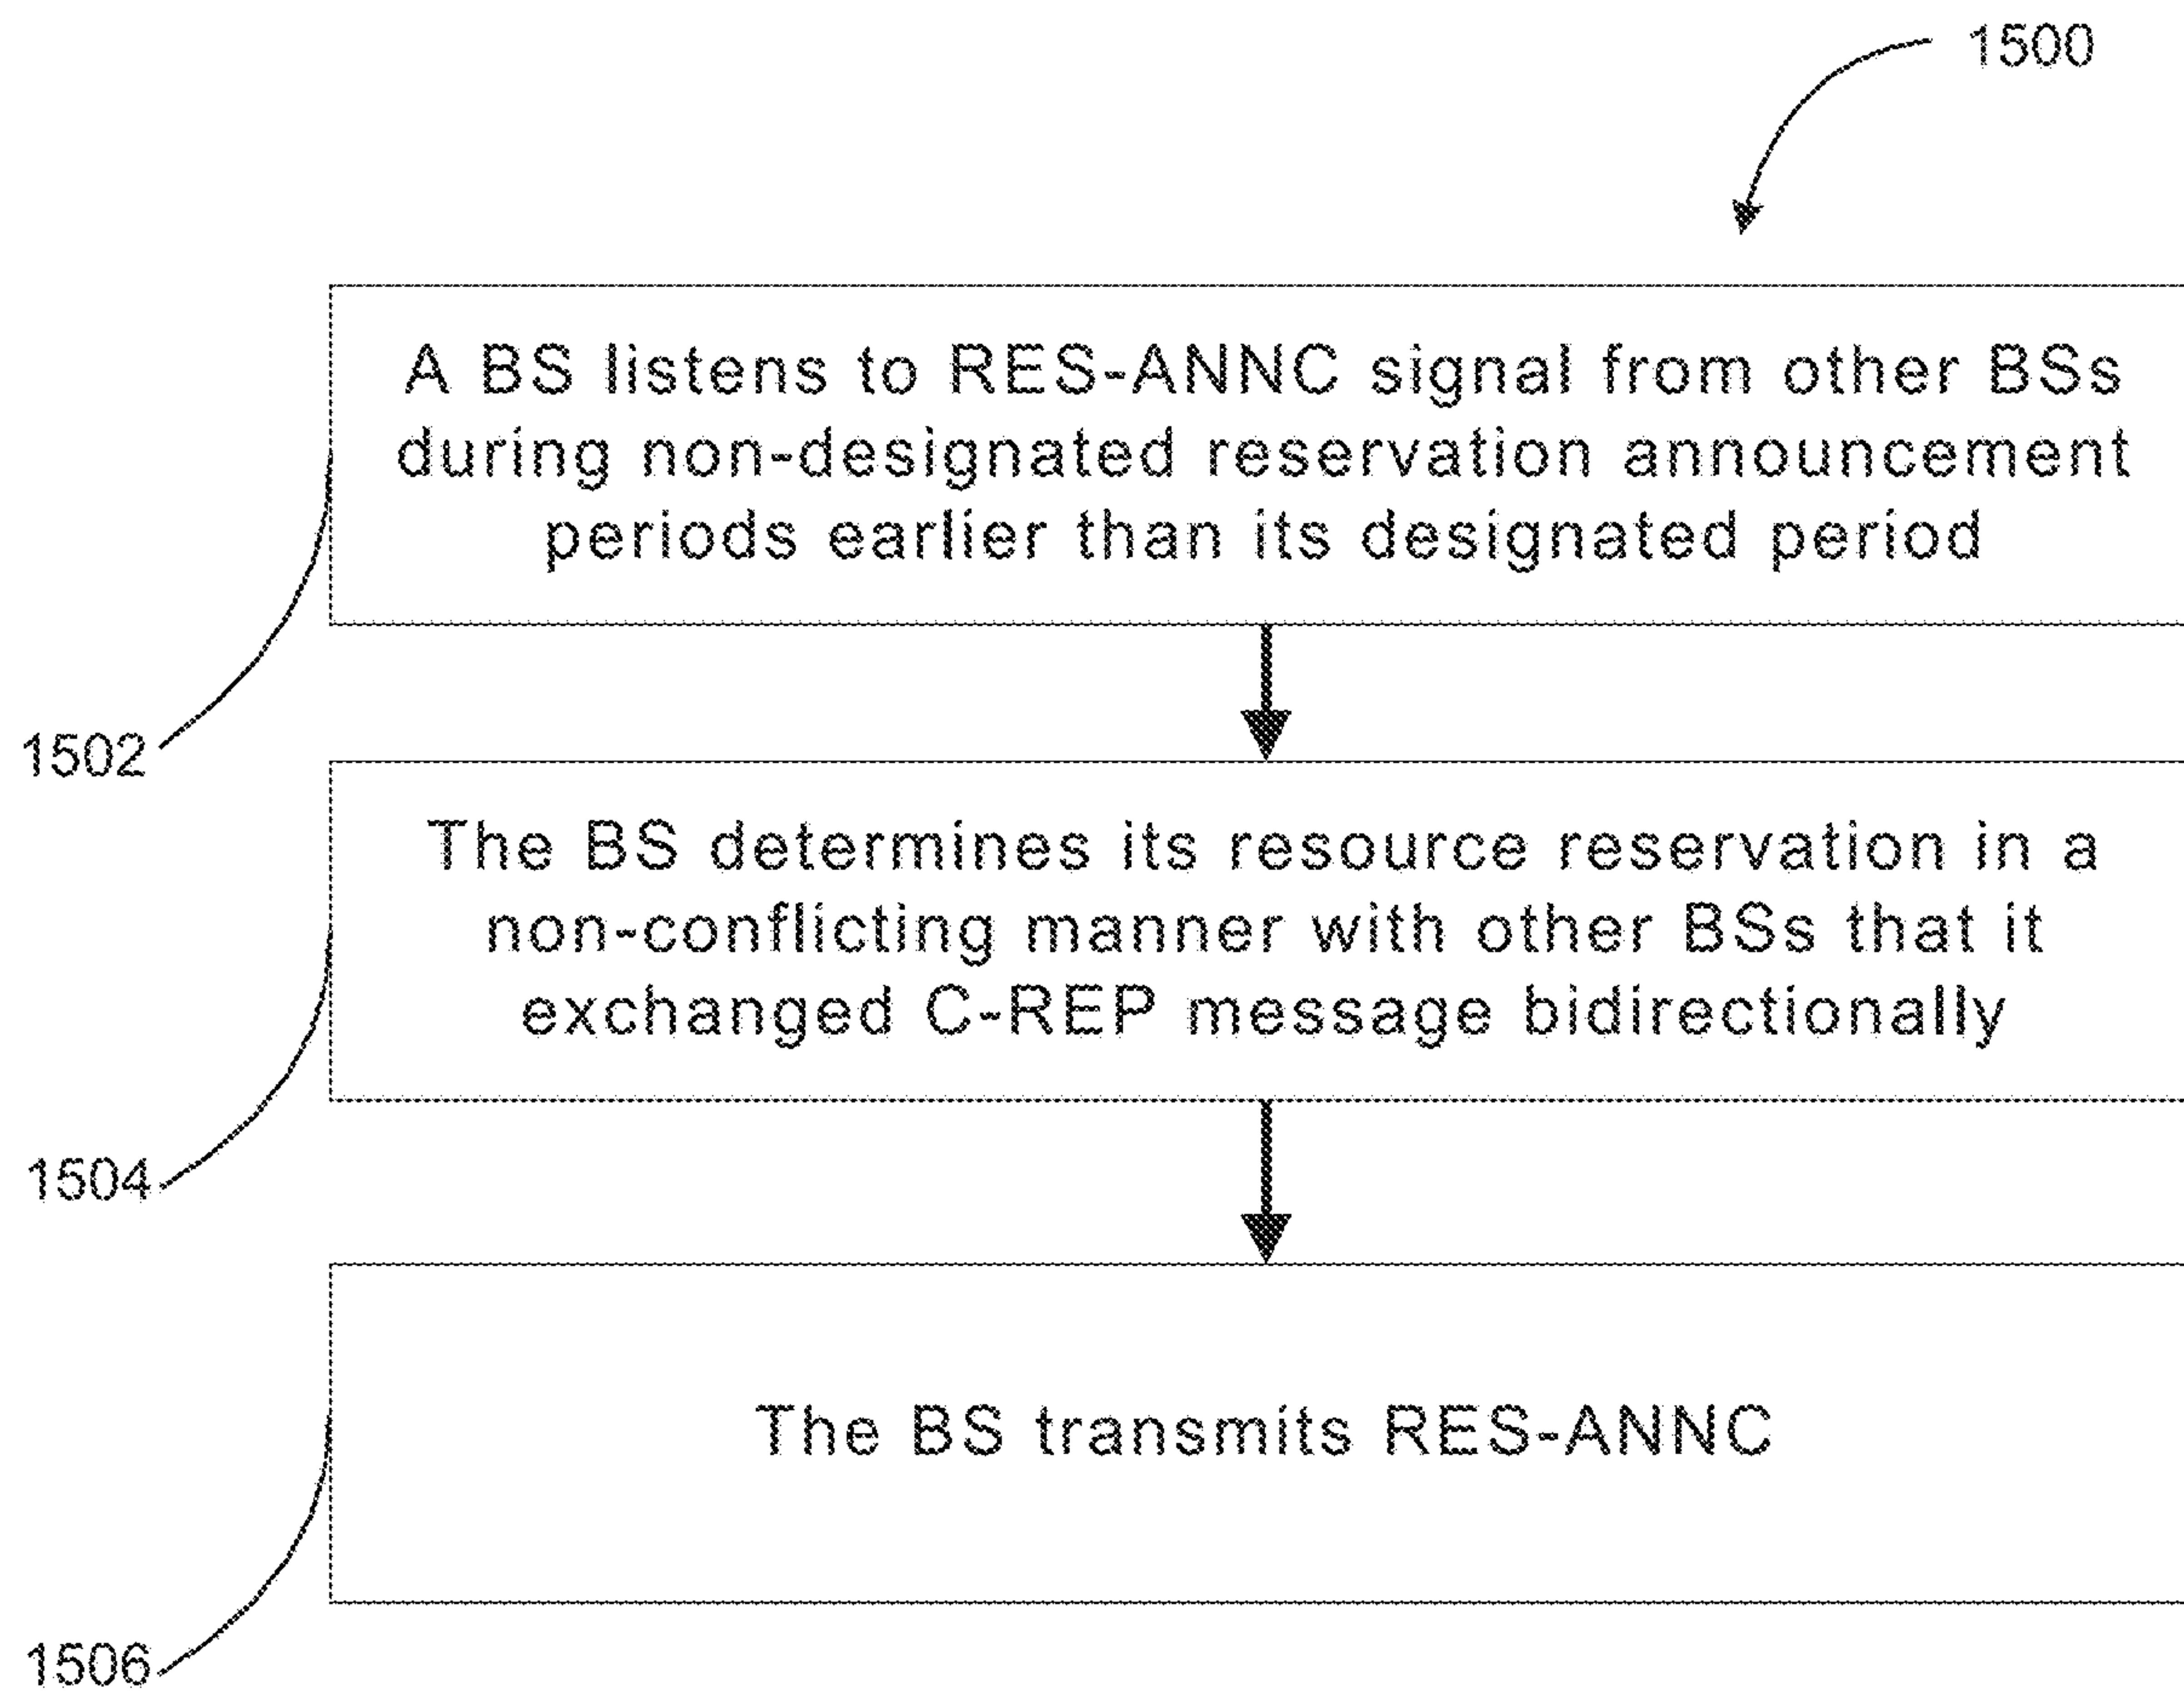 1500
A BS listens to RES-ANNC signal from other BSs
during non-designated reservation announcement
periods earlier than its designated period
1502
The BS determines its resource reservation in a
non-conflicting manner with other BSs that it
exchanged C-REP message bidirectionally
1504
The BS transmits RES-ANNC
1506